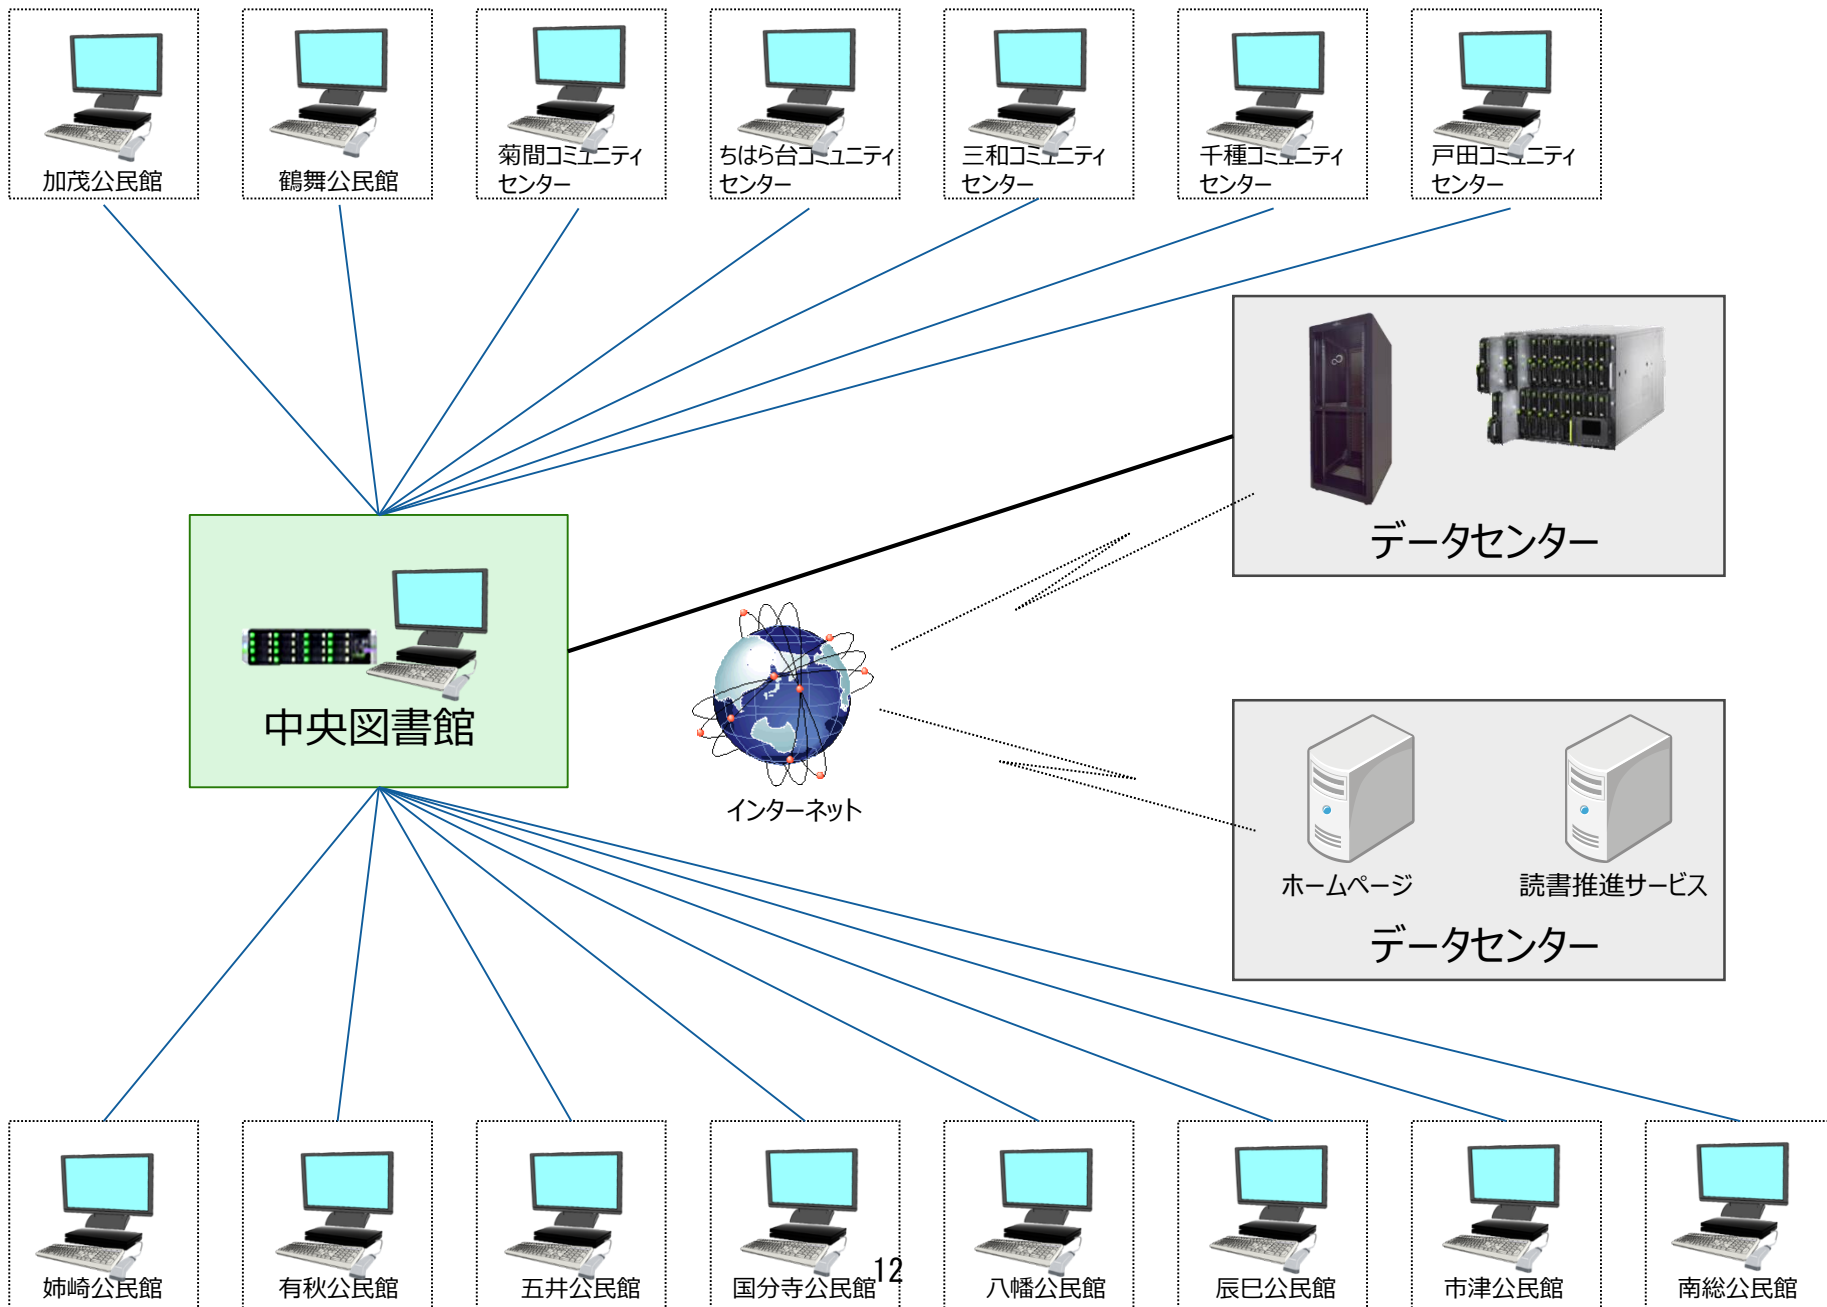 加茂公民館
鶴舞公民館
菊間コミュニティ
センター
ちはら台コミュニティ
センター
三和コミュニティ
センター
千種コミュニティ
センター
戸田コミュニティ
センター
データセンター
中央図書館
インターネット
ホームページ
読書推進サービス
データセンター
姉崎公民館
有秋公民館
五井公民館
国分寺公民館
八幡公民館
辰巳公民館
市津公民館
南総公民館
12